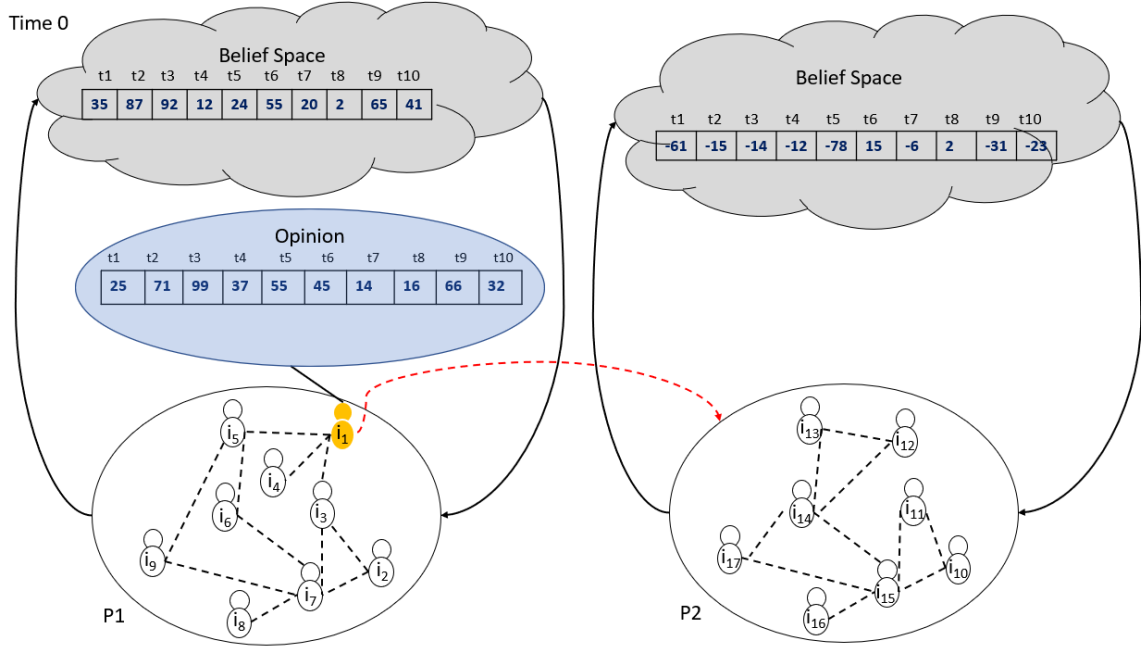 Time 0
Belief Space
t1 t2 t3 t4 t5 t6 t7 t8 t9 t10
35 87 92 12 24 55 20 2 65 41
Belief Space
t1 t2 t3 t4 t5 t6 t7 t8 t9 t10
-61 -15 -14 -12 -78 15 -6 2 -31 -23
Opinion
t1 t2 t3 t4 t5 t6 t7 t8 t9 t10
25 71 99 37 55 45 14 16 66 32
i5
i1
i4
i6
i3
i9
i2
i7
i8
P1
i13
i12
i14
i11
i17
i10
i15
i16
P2